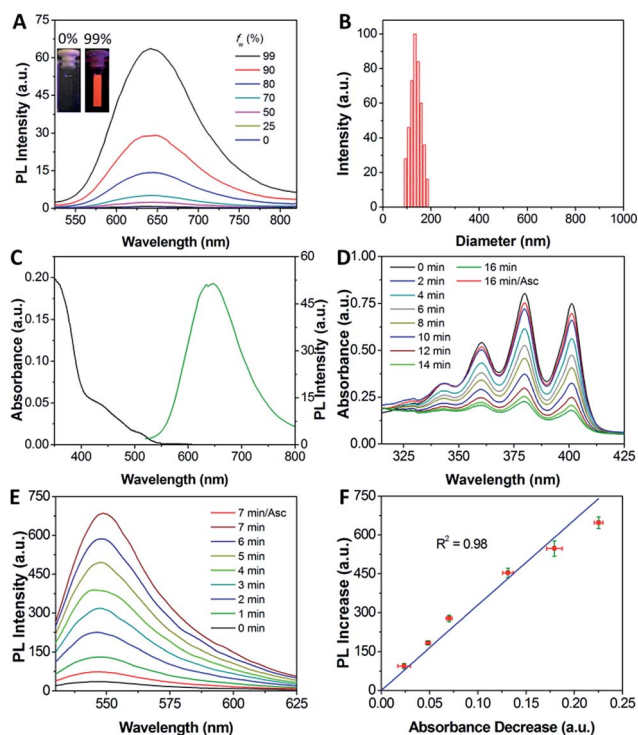 A
0%
99%
f w (%)
99
90
80
70
50
25
0
PL Intensity (a.u.)
75
60
45
30
15
0
550 600 650 700 750 800
Wavelength (nm)
B
Intensity (a.u.)
100
80
60
40
20
0
0 200 400 600 800 1000
Diameter (nm)
C
Absorbance (a.u.)
0.20
0.15
0.10
0.05
0.00
PL Intensity (a.u.)
60
50
40
30
20
10
0
400 500 600 700 800
Wavelength (nm)
D
0 min
2 min
4 min
6 min
8 min
10 min
12 min
14 min
16 min
16 min/Asc
Absorbance (a.u.)
1.00
0.75
0.50
0.25
0.00
325 350 375 400 425
Wavelength (nm)
E
7 min/Asc
7 min
6 min
5 min
4 min
3 min
2 min
1 min
0 min
PL Intensity (a.u.)
750
600
450
300
150
0
550 575 600 625
Wavelength (nm)
F
R2 = 0.98
PL Increase (a.u.)
750
600
450
300
150
0
0.00 0.05 0.10 0.15 0.20 0.25
Absorbance Decrease (a.u.)